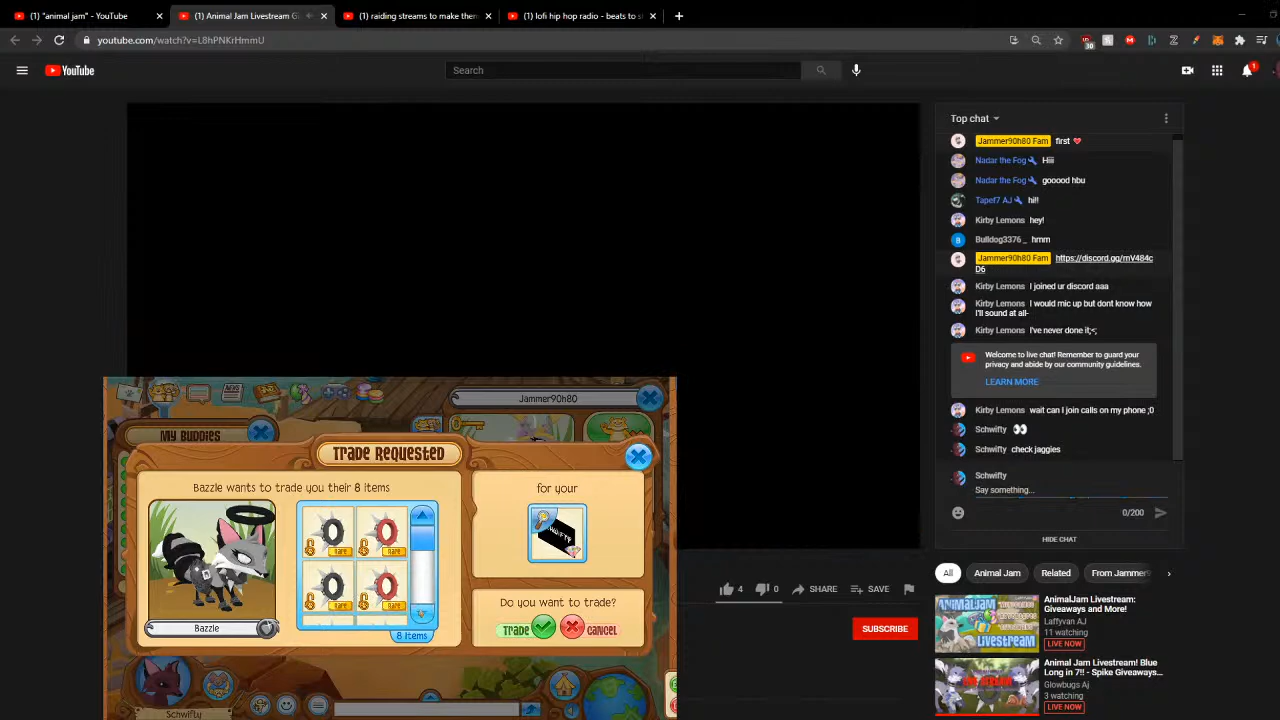 (1) "animal jam" - YouTube
(1) Animal Jam Livestream G
raiding streams to make them
(1) lofi hip hop radio - beats to s
youtube.com/watch?v=L8hPNKrHmmU
30
YouTube
Search
1
Top chat
Jammer90h80 Fam first
Nadar the Fog Hiii
Nadar the Fog gooood hbu
Tapef7 AJ hi!!
Kirby Lemons hey!
Bulldog3376 _ hmm
Jammer90h80 Fam https://discord.gg/mV484c
D6
Kirby Lemons I joined ur discord aaa
Kirby Lemons I would mic up but dont know how
I'll sound at all-
Kirby Lemons I've never done it;<;
Welcome to live chat! Remember to guard your
privacy and abide by our community guidelines.
LEARN MORE
Kirby Lemons wait can I join calls on my phone ;0
Schwifty 👀
Schwifty check jaggies
Schwifty
Say something...
0/200
HIDE CHAT
NEWS
Jammer90h80
My Buddies
Trade Requested
Bazzle wants to trade you their 8 items
for your
RARE
RARE
RARE
RARE
Do you want to trade?
Trade
Cancel
Bazzle
8 Items
Schwifty
4
0
SHARE
SAVE
SUBSCRIBE
All
Animal Jam
Related
From Jammer
AnimalJam Livestream:
Giveaways and More!
Laffyvan AJ
11 watching
LIVE NOW
ANIMALJAM
LIVESTREAM
Animal Jam Livestream! Blue
Long in 7!! - Spike Giveaways...
Glowbugs Aj
3 watching
LIVE NOW